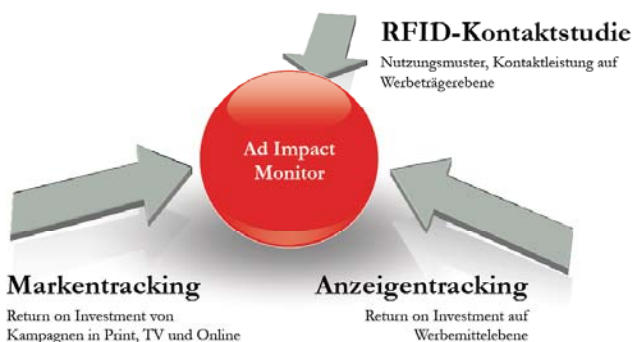 RFID-Kontaktstudie
Nutzungsmuster, Kontaktleistung auf
Werbeträgerebene
Ad Impact
Monitor
Markentracking
Return on Investment von
Kampagnen in Print, TV und Online
Anzeigentracking
Return on Investment auf
Werbemittelebene